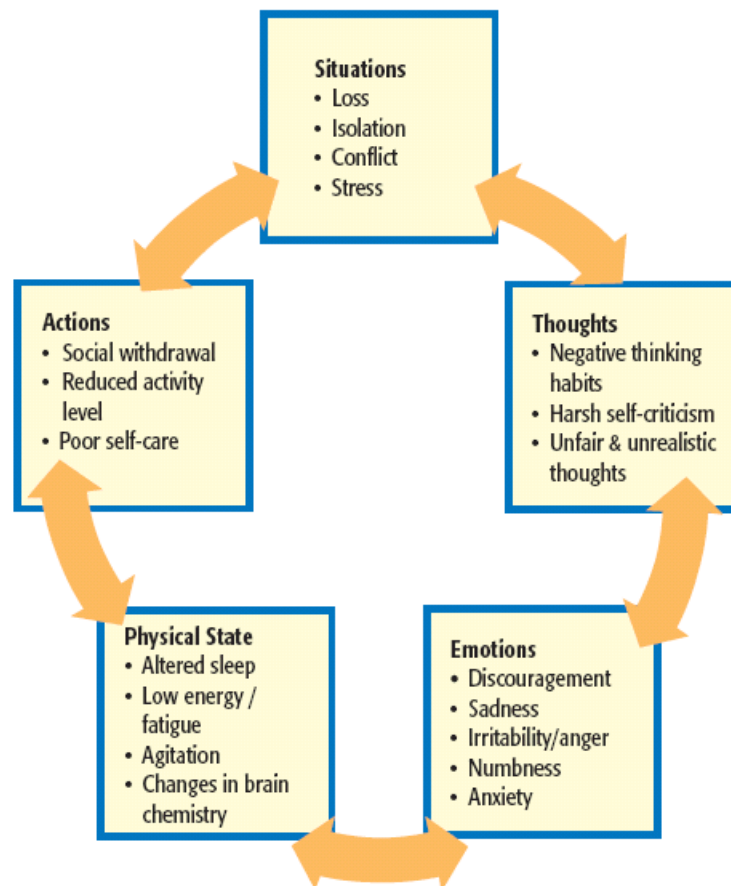 Situations
• Loss
• Isolation
• Conflict
• Stress
Thoughts
• Negative thinking
habits
• Harsh self-criticism
• Unfair & unrealistic
thoughts
Emotions
• Discouragement
• Sadness
• Irritability/anger
• Numbness
• Anxiety
Physical State
• Altered sleep
• Low energy /
fatigue
• Agitation
• Changes in brain
chemistry
Actions
• Social withdrawal
• Reduced activity
level
• Poor self-care